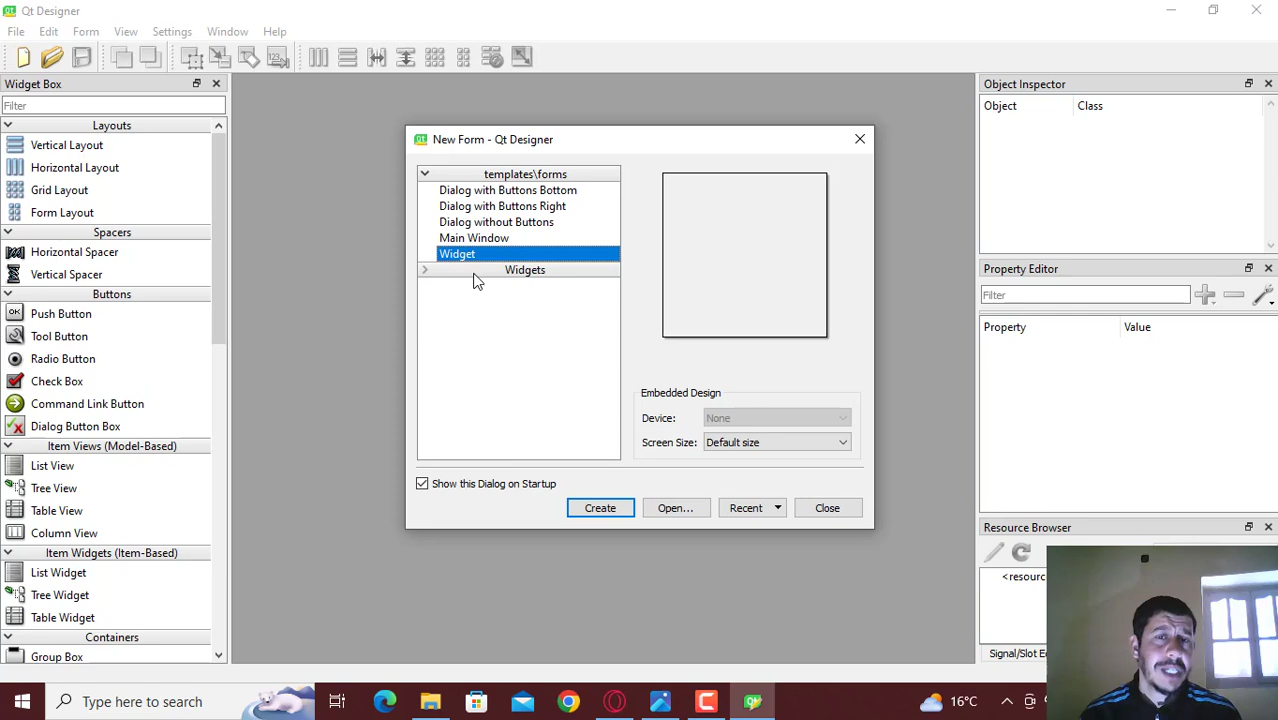 Qt Designer
File Edit Form View Settings Window Help
Widget Box
Filter
Layouts
Vertical Layout
Horizontal Layout
Grid Layout
Form Layout
Spacers
Horizontal Spacer
Vertical Spacer
Buttons
Push Button
Tool Button
Radio Button
Check Box
Command Link Button
Dialog Button Box
Item Views (Model-Based)
List View
Tree View
Table View
Column View
Item Widgets (Item-Based)
List Widget
Tree Widget
Table Widget
Containers
Group Box
New Form - Qt Designer
templates\forms
Dialog with Buttons Bottom
Dialog with Buttons Right
Dialog without Buttons
Main Window
Widget
Widgets
Embedded Design
Device: None
Screen Size: Default size
Show this Dialog on Startup
Create Open... Recent Close
Object Inspector
Object Class
Property Editor
Filter
Property Value
Resource Browser
<resourc
Signal/Slot Ed
Type here to search
16°C